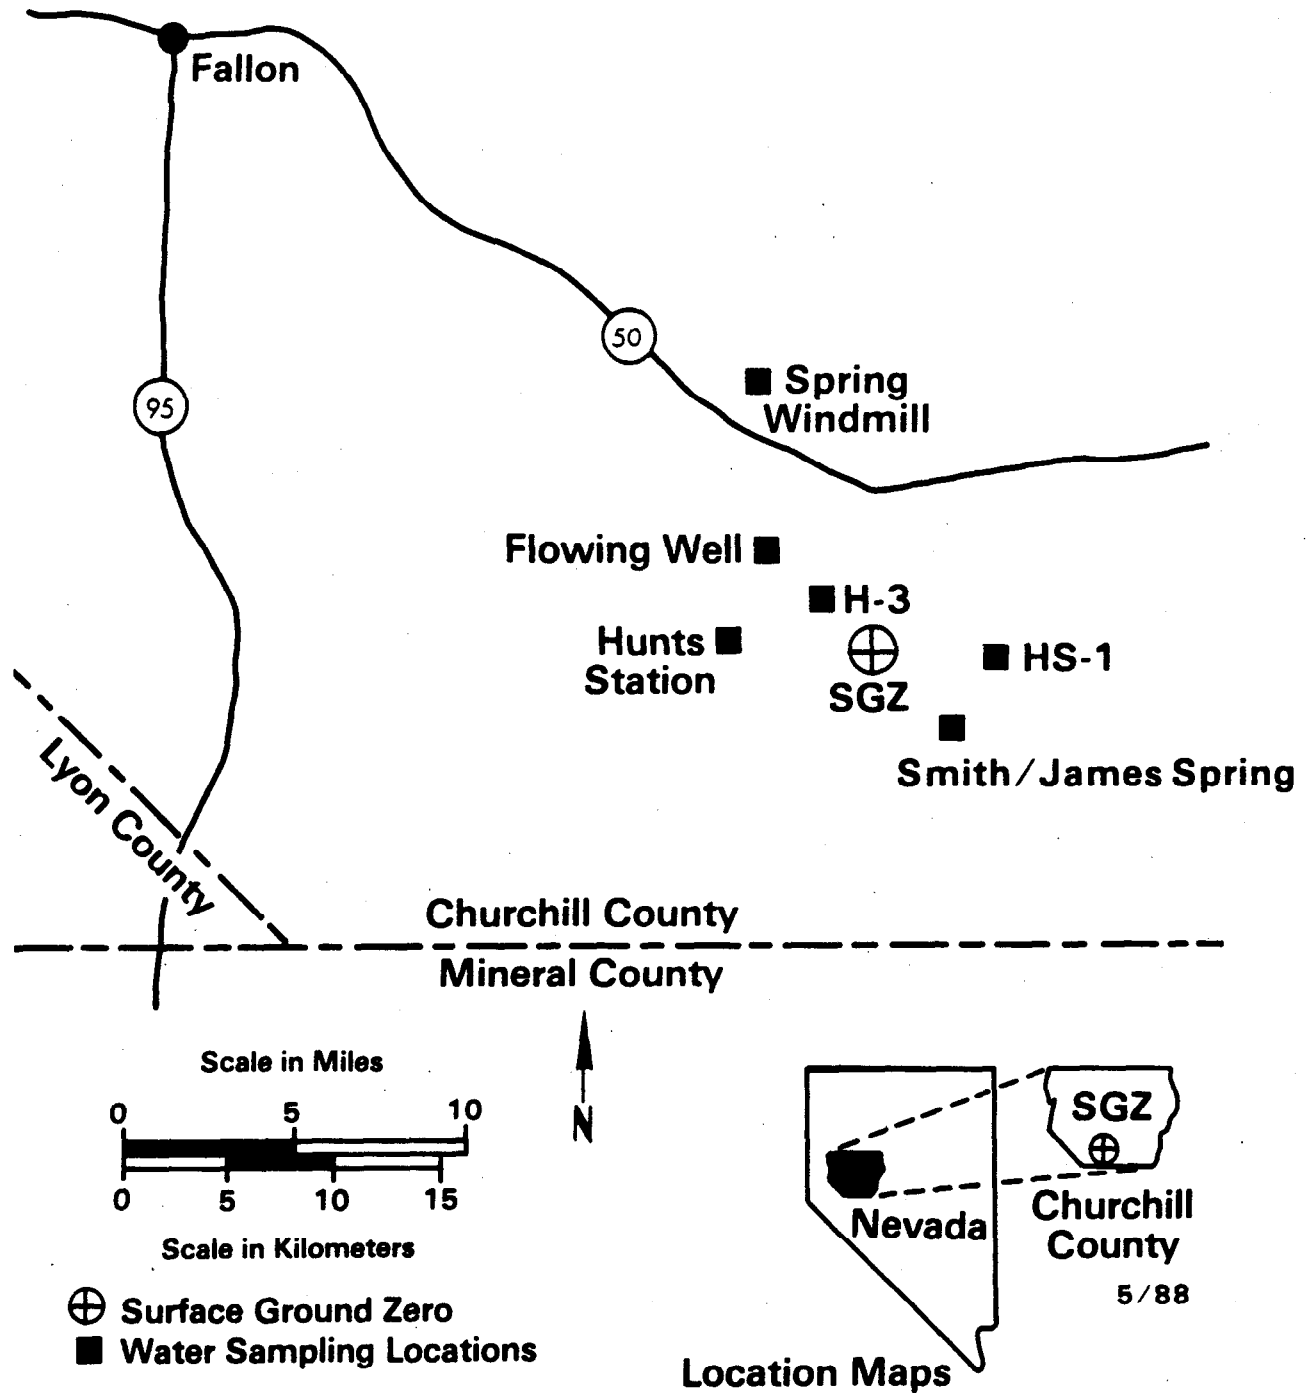 Fallon
50
95
Spring
Windmill
Flowing Well
H-3
Hunts
Station
SGZ
HS-1
Smith/James Spring
Lyon County
Churchill County
Mineral County
Scale in Miles
0 5 10
0 5 10 15
Scale in Kilometers
N
SGZ
Nevada
Churchill
County
5/88
Surface Ground Zero
Water Sampling Locations
Location Maps